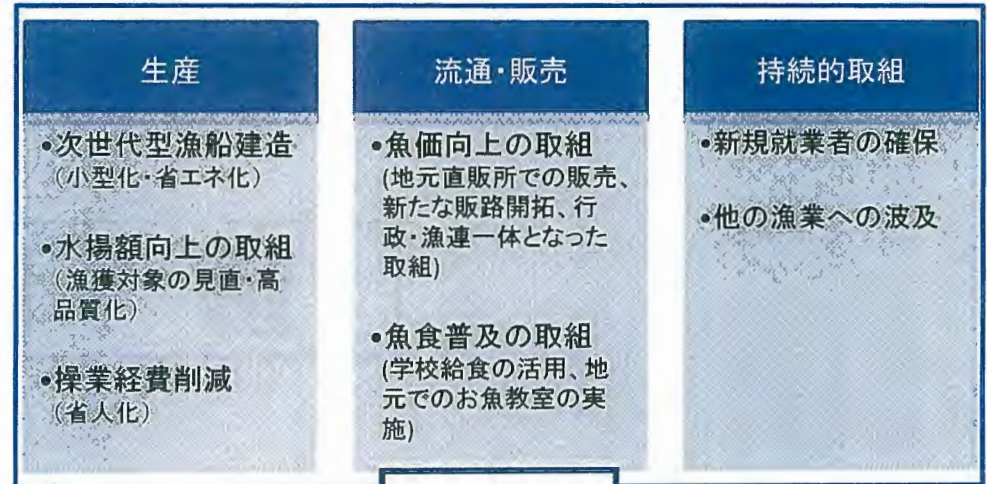 生産
•次世代型漁船建造
(小型化・省エネ化)
•水揚額向上の取組
(漁獲対象の見直・高
品質化)
•操業経費削減
(省人化)
流通・販売
•魚価向上の取組
(地元直販所での販売、
新たな販路開拓、行
政・漁連一体となった
取組)
•魚食普及の取組
(学校給食の活用、地
元でのお魚教室の実
施)
持続的取組
•新規就業者の確保
•他の漁業への波及